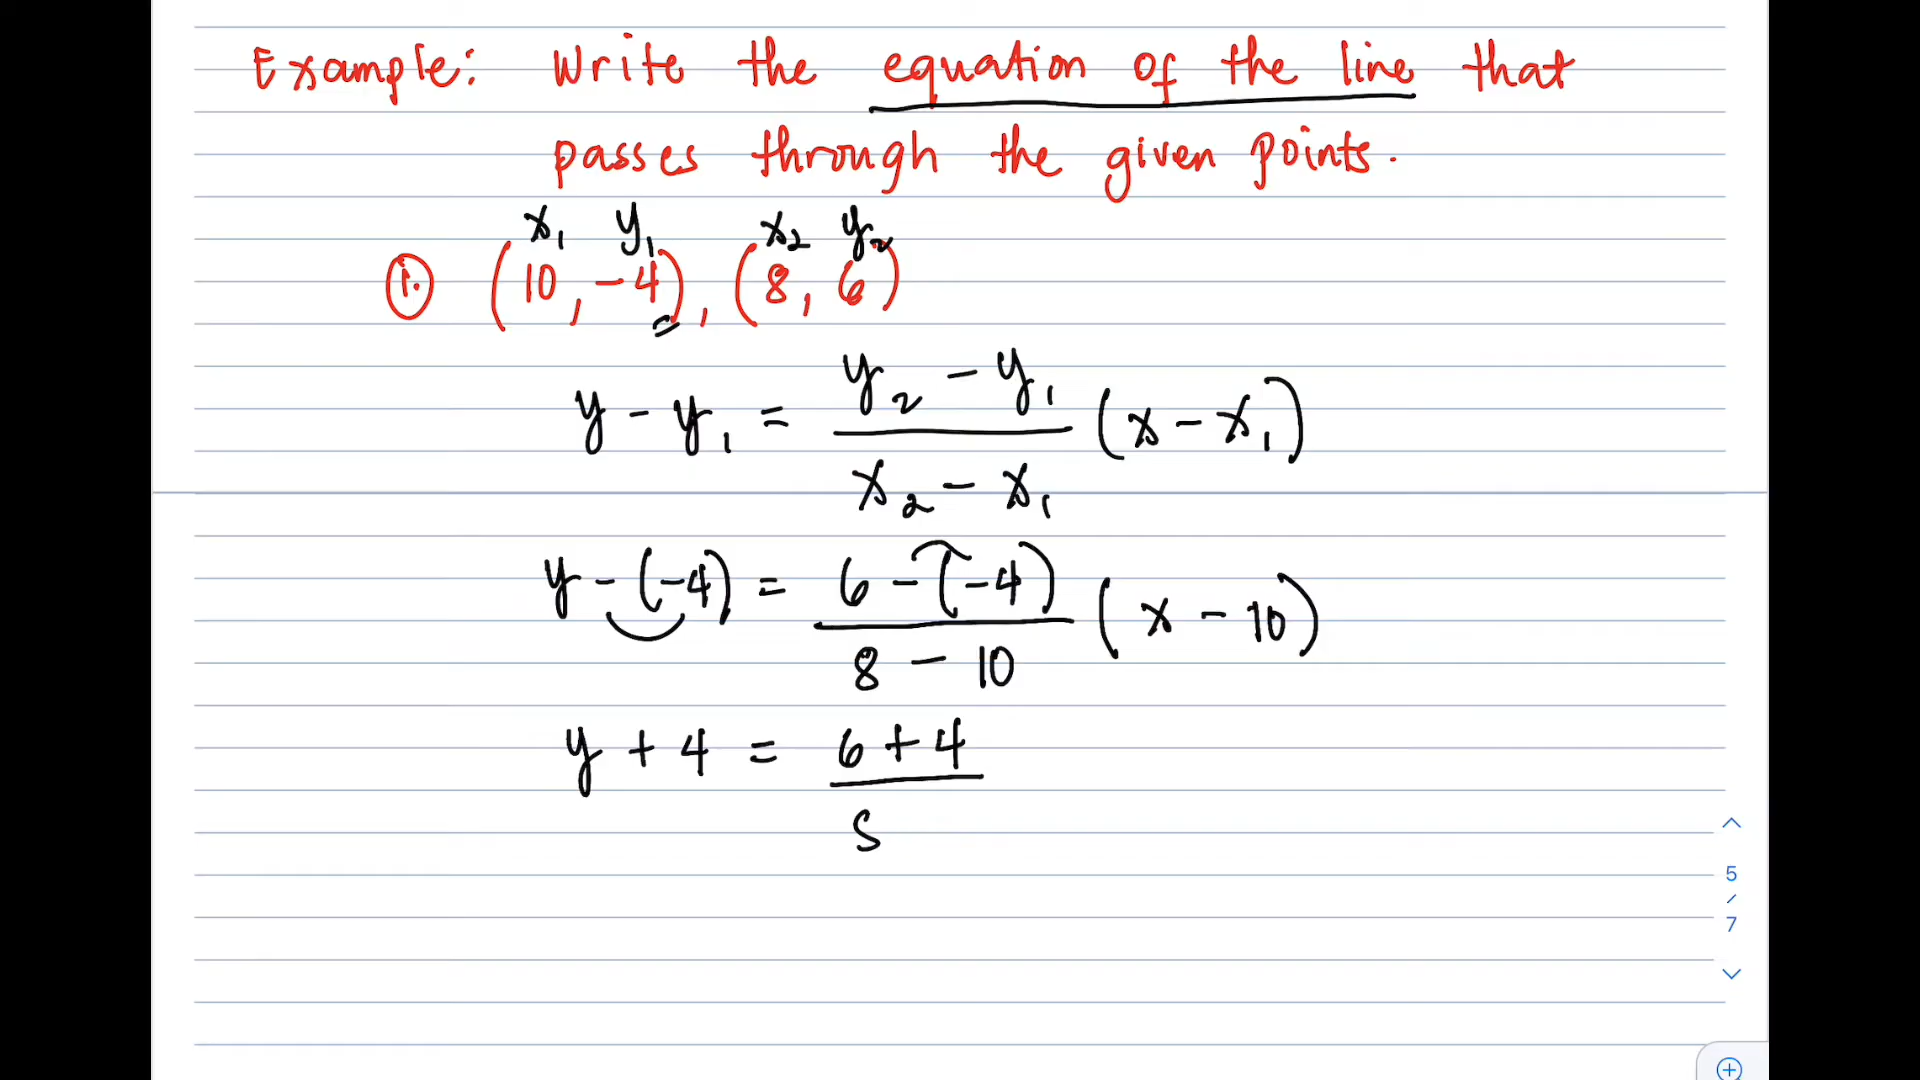 Example: Write the equation of the line that
passes through the given points.
x₁ y₁ x₂ y₂
1. (10, -4), (8, 6)
y - y₁ = y₂ - y₁ / x₂ - x₁ (x - x₁)
y - (-4) = 6 - (-4) / 8 - 10 (x - 10)
y + 4 = 6 + 4 / S
5 / 7